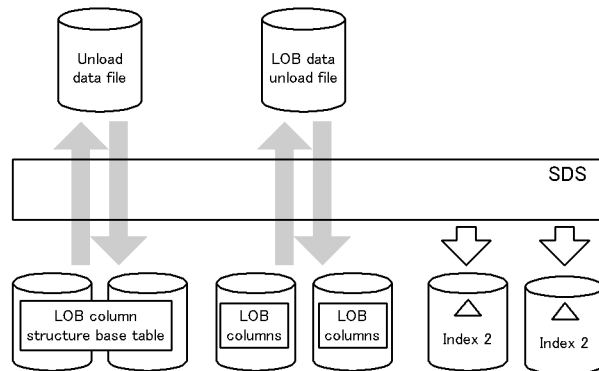 Unload
data file
LOB data
unload file
SDS
LOB column
structure base table
LOB
columns
LOB
columns
Index 2
Index 2